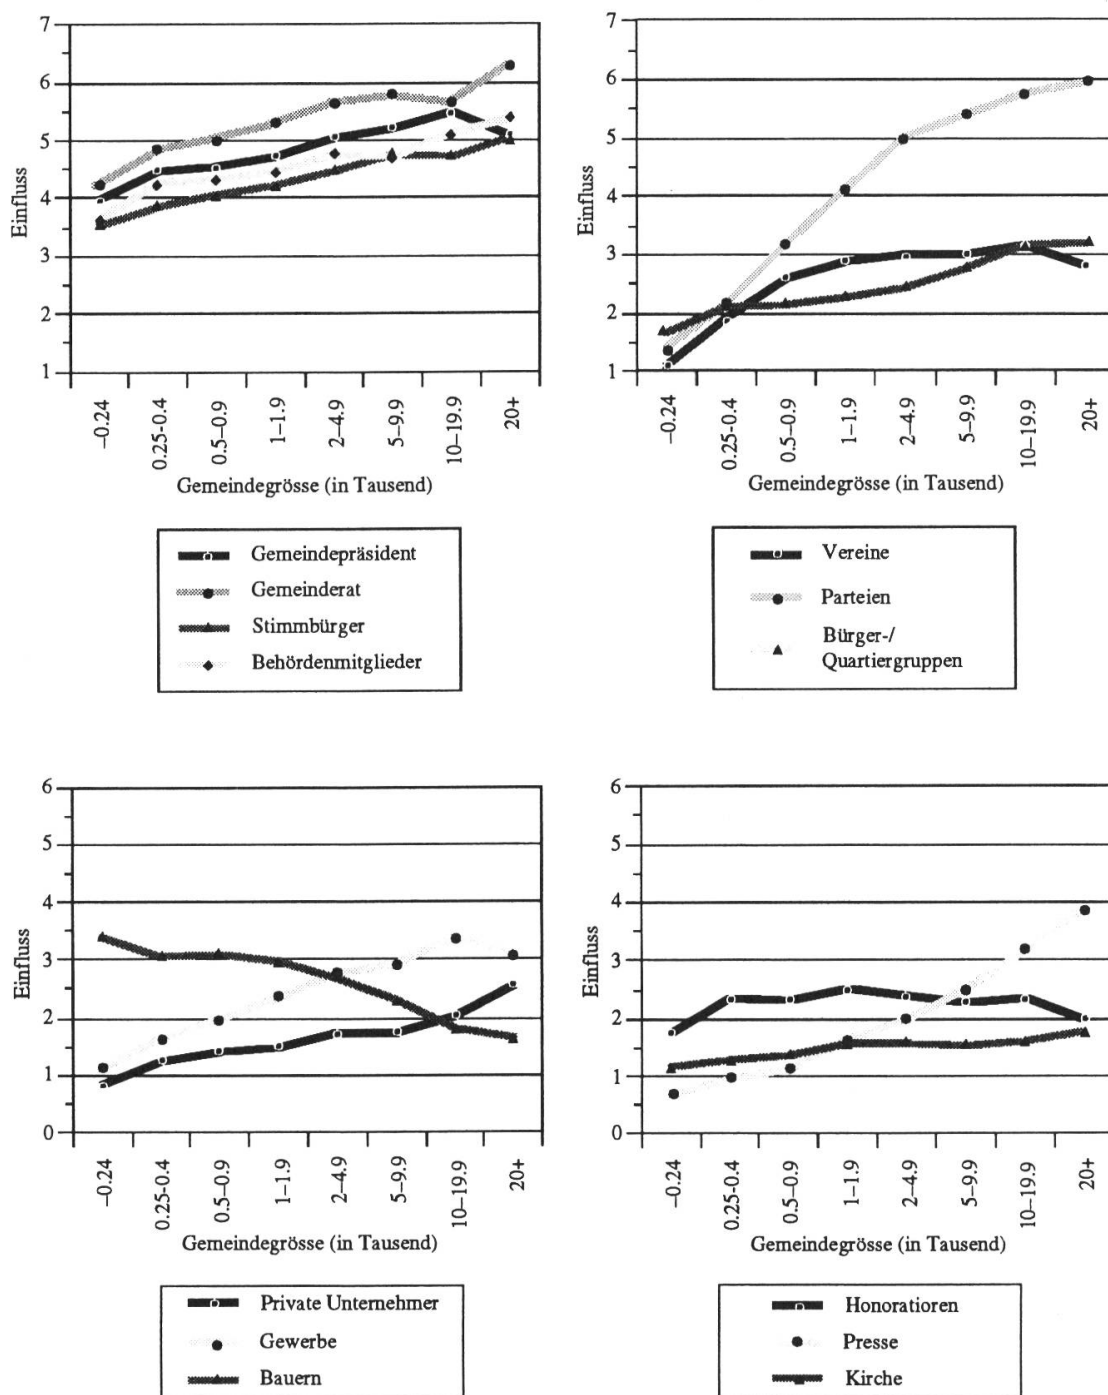 7
6
5
4
3
2
1
Einfluss
–0.24
0.25-0.4
0.5–0.9
1–1.9
2–4.9
5–9.9
10–19.9
20+
Gemeindegrösse (in Tausend)
Gemeindepräsident
Gemeinderat
Stimmbürger
Behördenmitglieder
7
6
5
4
3
2
1
Einfluss
–0.24
0.25-0.4
0.5–0.9
1–1.9
2–4.9
5–9.9
10–19.9
20+
Gemeindegrösse (in Tausend)
Vereine
Parteien
Bürger-/
Quartiergruppen
6
5
4
3
2
1
0
Einfluss
–0.24
0.25-0.4
0.5–0.9
1–1.9
2–4.9
5–9.9
10–19.9
20+
Gemeindegrösse (in Tausend)
Private Unternehmer
Gewerbe
Bauern
6
5
4
3
2
1
0
Einfluss
–0.24
0.25-0.4
0.5–0.9
1–1.9
2–4.9
5–9.9
10–19.9
20+
Gemeindegrösse (in Tausend)
Honoratioren
Presse
Kirche